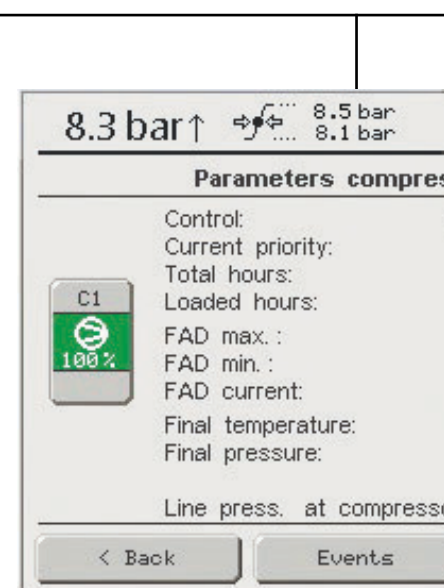 8.3 bar↑ 8.5 bar
8.1 bar
Parameters compres
Control:
Current priority:
Total hours:
Loaded hours:
C1
100%
FAD max. :
FAD min. :
FAD current:
Final temperature:
Final pressure:
Line press. at compresso
< Back
Events